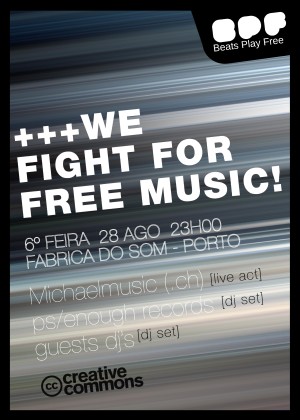 BPF
Beats Play Free
+++WE
FIGHT FOR
FREE MUSIC!
6º FEIRA 28 AGO 23H00
FABRICA DO SOM - PORTO
Michaelmusic (.ch) [live act]
ps/enough records [dj set]
guests dj's [dj set]
cc creative
commons